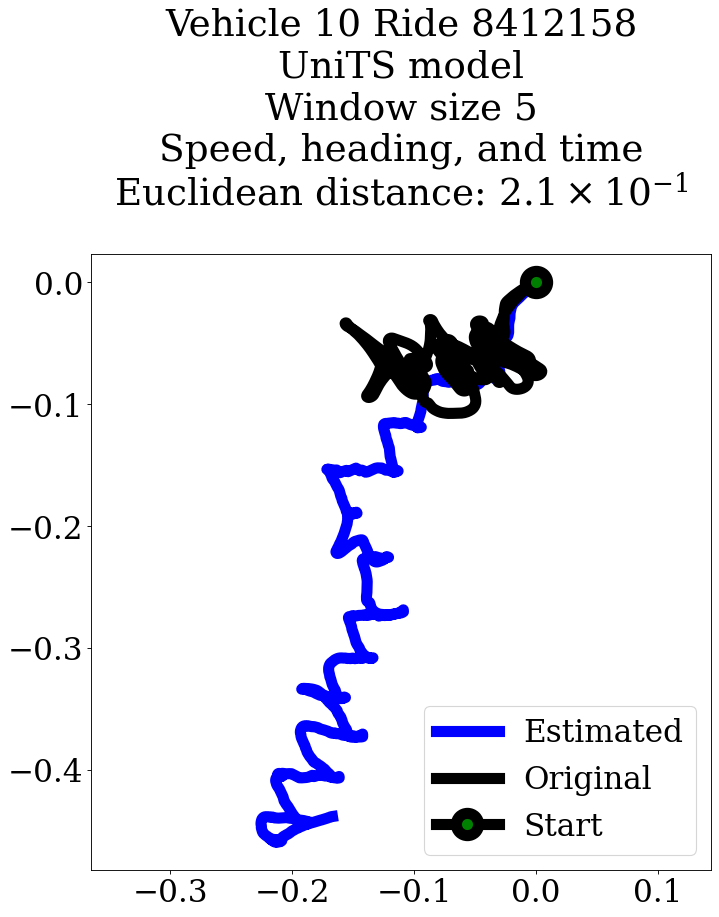 Vehicle 10 Ride 8412158
UniTS model
Window size 5
Speed, heading, and time
Euclidean distance: 2.1 × 10⁻¹
0.0
−0.1
−0.2
−0.3
−0.4
Estimated
Original
Start
−0.3 −0.2 −0.1 0.0 0.1